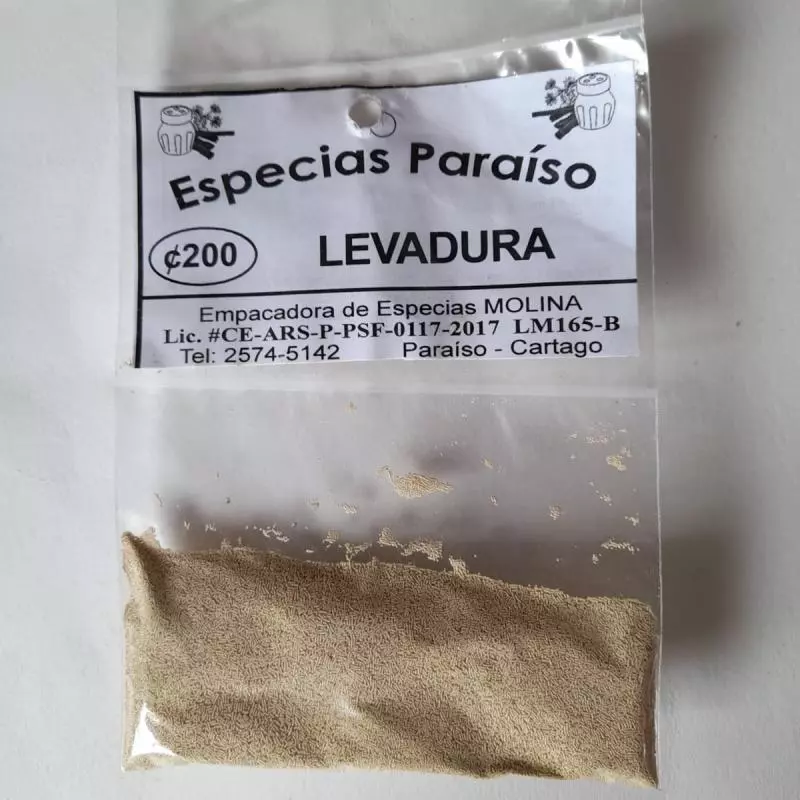 Especias Paraíso
₡200 LEVADURA
Empacadora de Especias MOLINA
Lic. #CE-ARS-P-PSF-0117-2017 LM165-B
Tel: 2574-5142 Paraíso - Cartago